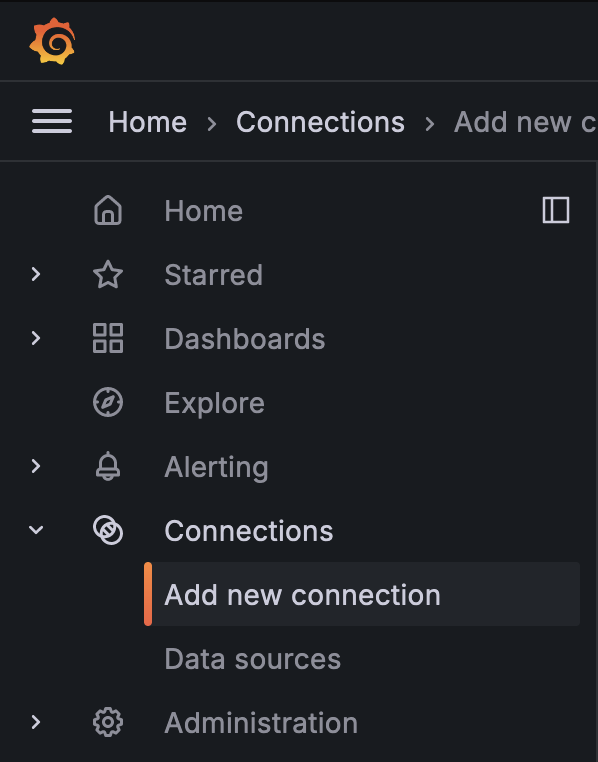 Home › Connections › Add new c
Home
Starred
Dashboards
Explore
Alerting
Connections
Add new connection
Data sources
Administration